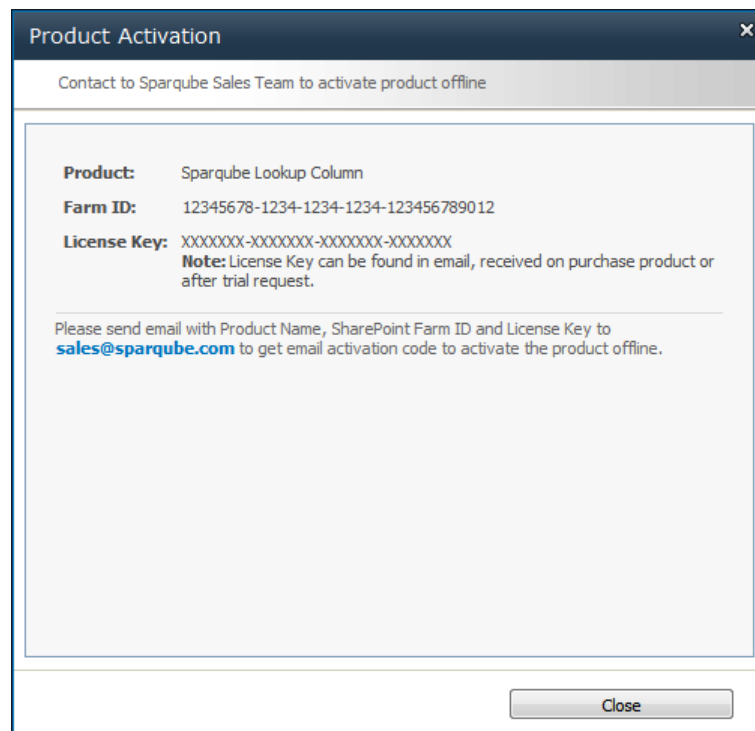 Product Activation
Contact to Sparqube Sales Team to activate product offline
Product: Sparqube Lookup Column
Farm ID: 12345678-1234-1234-1234-123456789012
License Key: XXXXXXX-XXXXXXX-XXXXXXX-XXXXXXX
Note: License Key can be found in email, received on purchase product or
after trial request.
Please send email with Product Name, SharePoint Farm ID and License Key to
sales@sparqube.com to get email activation code to activate the product offline.
Close